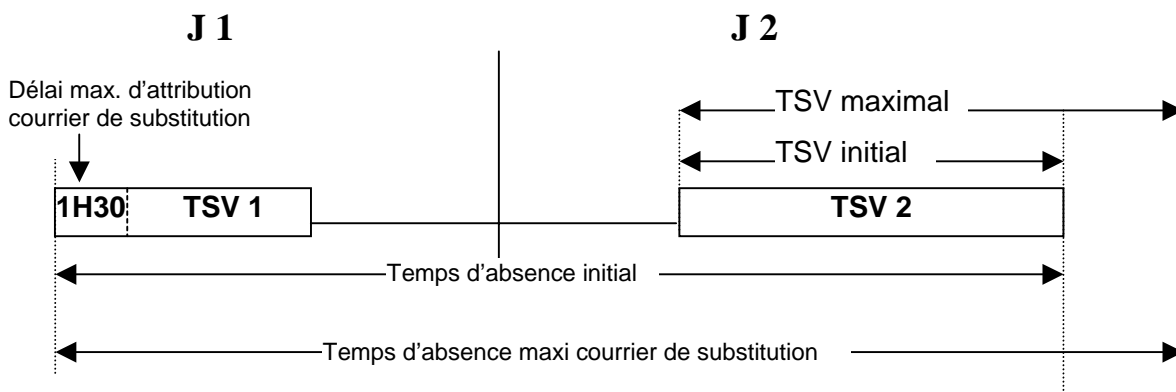 J 1
J 2
Délai max. d'attribution
courrier de substitution
TSV maximal
TSV initial
1H30
TSV 1
TSV 2
Temps d'absence initial
Temps d'absence maxi courrier de substitution